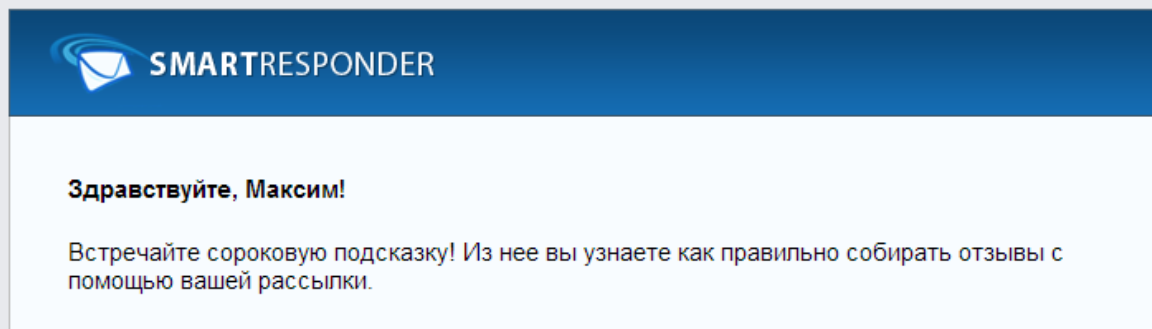 SMARTRESPONDER
Здравствуйте, Максим!
Встречайте сороковую подсказку! Из нее вы узнаете как правильно собирать отзывы с
помощью вашей рассылки.